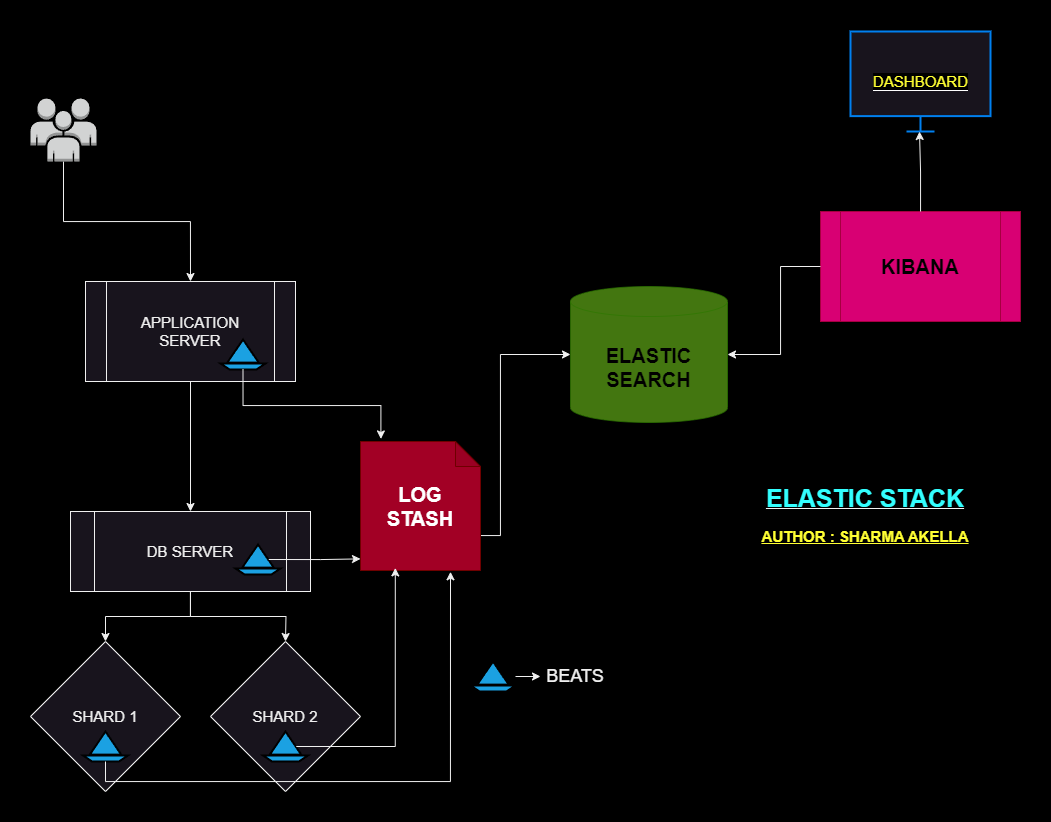 DASHBOARD
KIBANA
APPLICATION
SERVER
ELASTIC
SEARCH
LOG
STASH
ELASTIC STACK
AUTHOR : SHARMA AKELLA
DB SERVER
BEATS
SHARD 1
SHARD 2